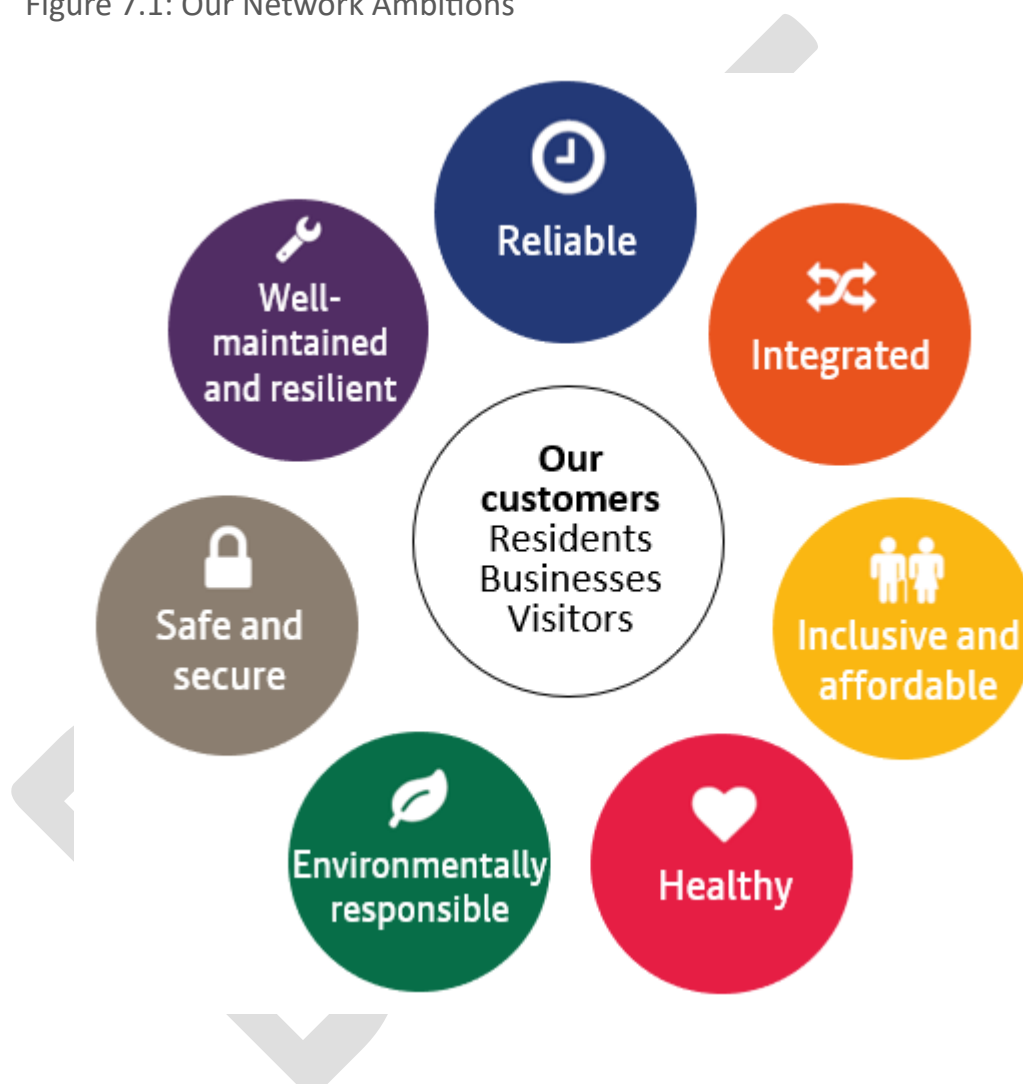 Figure 7.1: Our Network Ambitions
Reliable
Integrated
Inclusive and
affordable
Healthy
Environmentally
responsible
Safe and
secure
Well-
maintained
and resilient
Our
customers
Residents
Businesses
Visitors